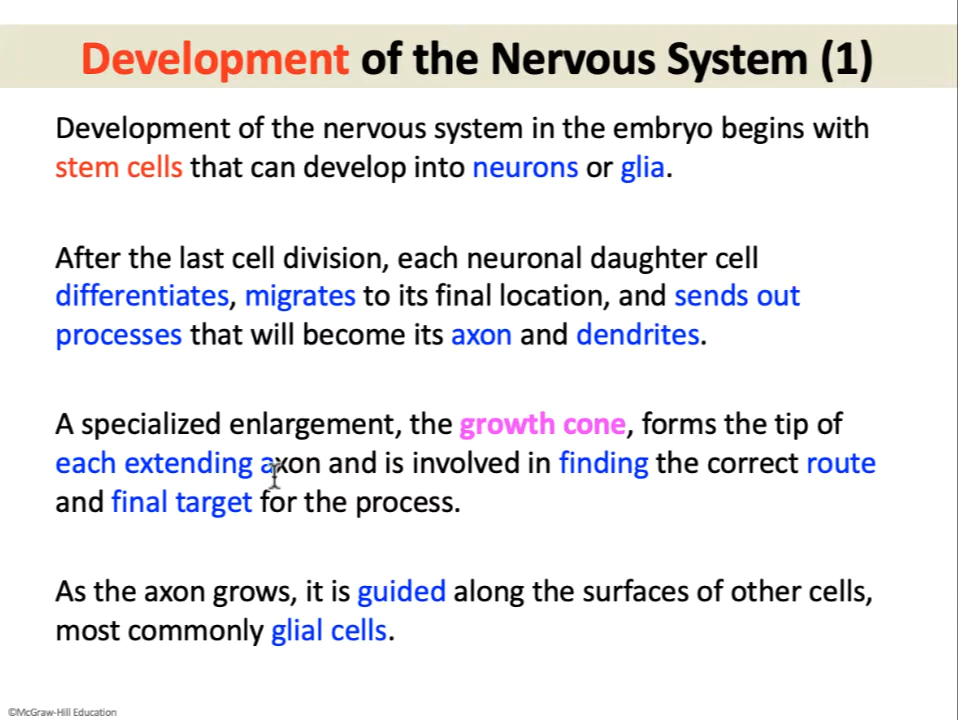 Development of the Nervous System (1)
Development of the nervous system in the embryo begins with
stem cells that can develop into neurons or glia.
After the last cell division, each neuronal daughter cell
differentiates, migrates to its final location, and sends out
processes that will become its axon and dendrites.
A specialized enlargement, the growth cone, forms the tip of
each extending axon and is involved in finding the correct route
and final target for the process.
As the axon grows, it is guided along the surfaces of other cells,
most commonly glial cells.
©McGraw-Hill Education